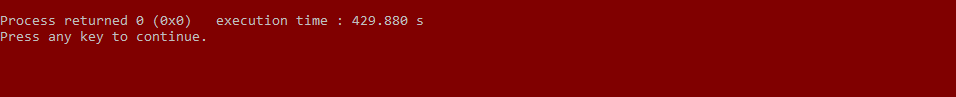 Process returned 0 (0x0)   execution time : 429.880 s
Press any key to continue.